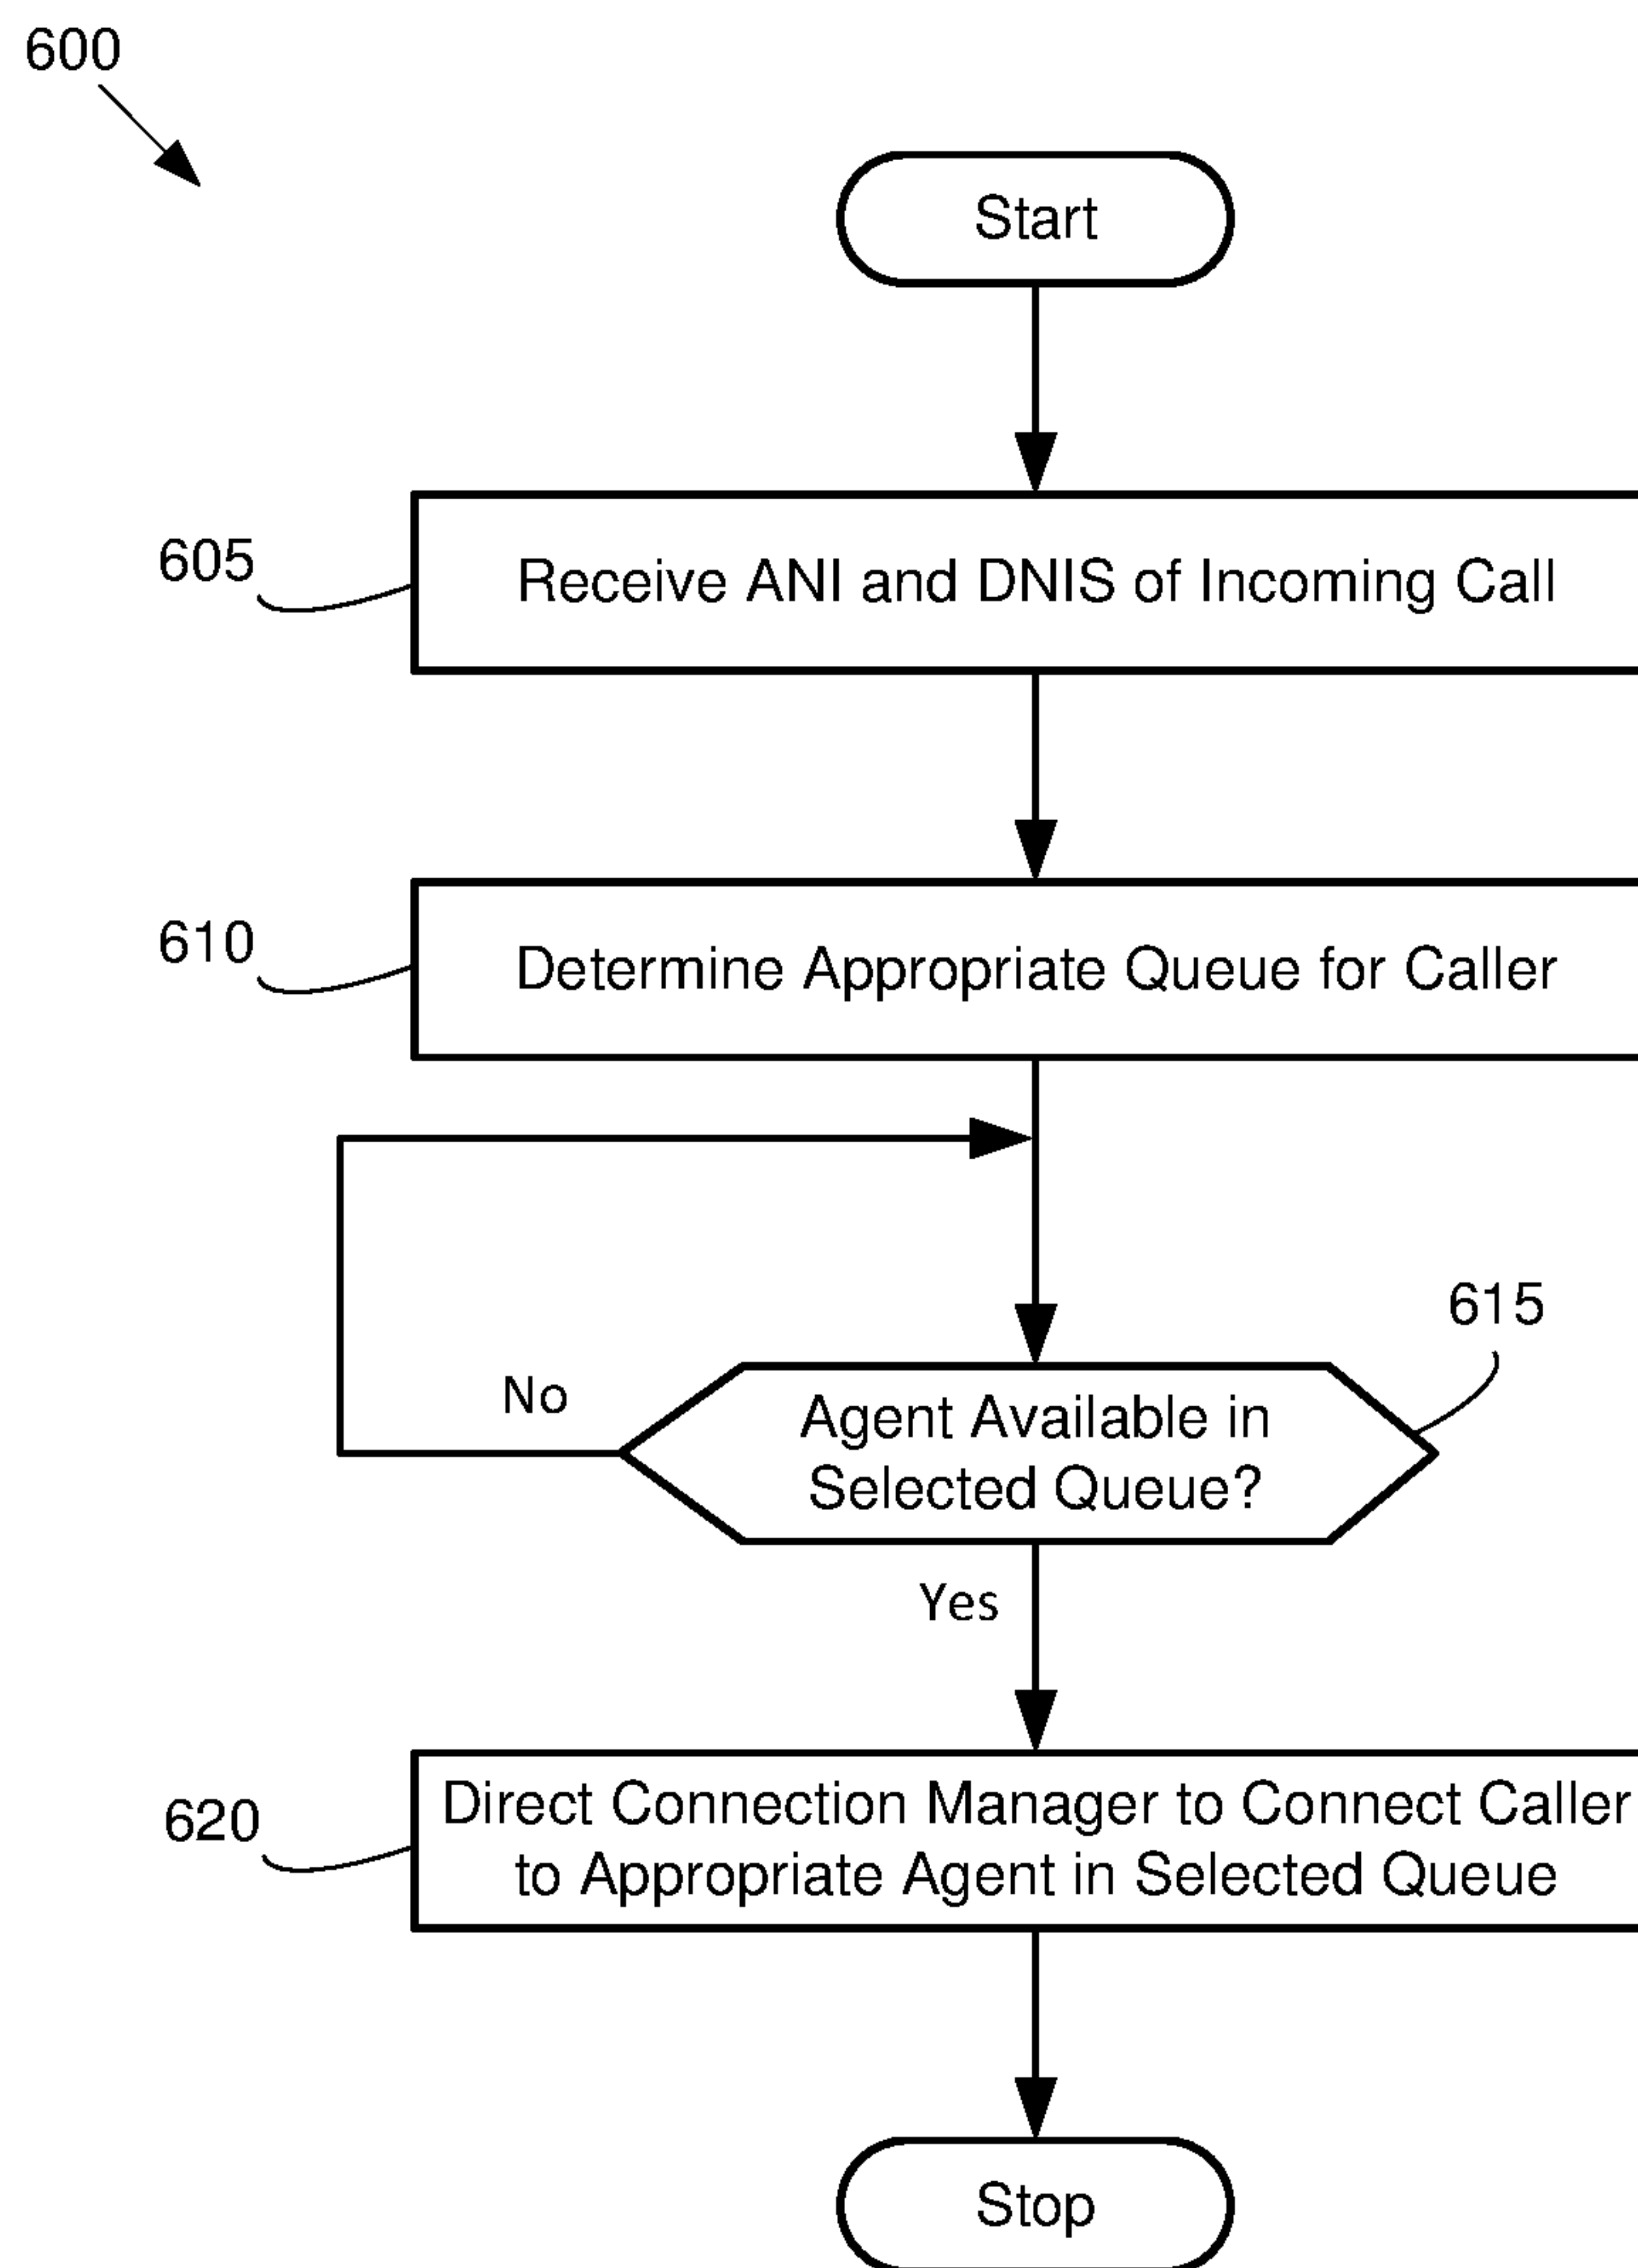 600
Start
605
Receive ANI and DNIS of Incoming Call
610
Determine Appropriate Queue for Caller
615
No
Agent Available in
Selected Queue?
Yes
620
Direct Connection Manager to Connect Caller
to Appropriate Agent in Selected Queue
Stop